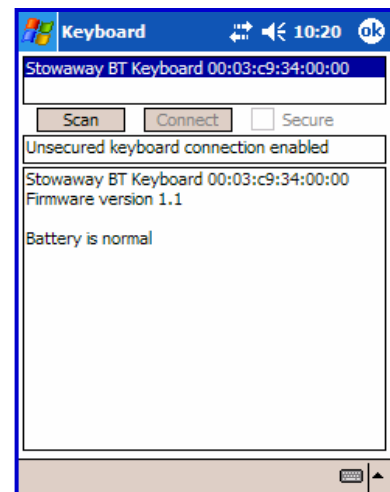 Keyboard 10:20 ok
Stowaway BT Keyboard 00:03:c9:34:00:00
Scan Connect Secure
Unsecured keyboard connection enabled
Stowaway BT Keyboard 00:03:c9:34:00:00
Firmware version 1.1
Battery is normal